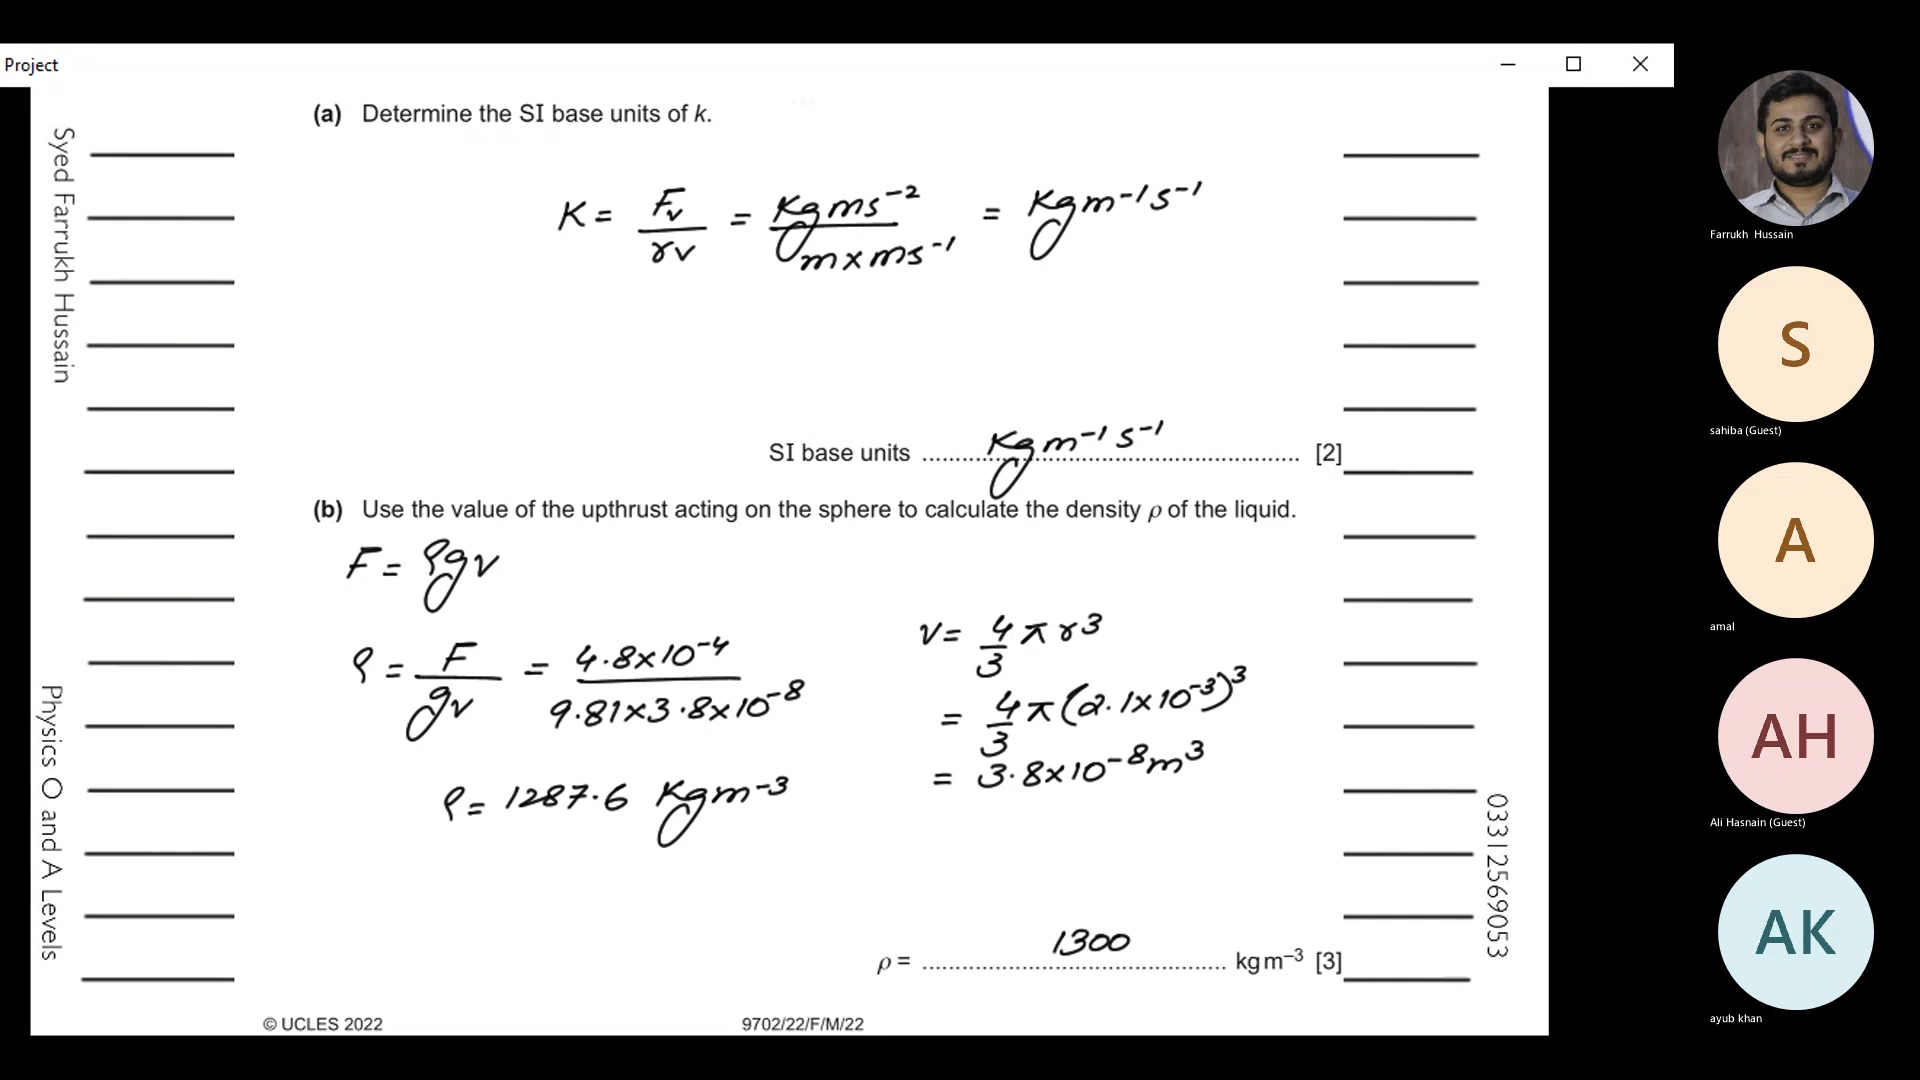 Project
(a) Determine the SI base units of k.
K = Fv / rv = Kgms⁻² / m×ms⁻¹ = Kgm⁻¹s⁻¹
SI base units ........ Kgm⁻¹s⁻¹ ........ [2]
(b) Use the value of the upthrust acting on the sphere to calculate the density ρ of the liquid.
F = ρgv
ρ = F / gv = 4.8×10⁻⁴ / 9.81×3.8×10⁻⁸
ρ = 1287.6 Kgm⁻³
v = 4/3 π r³
= 4/3 π (2.1×10⁻³)³
= 3.8×10⁻⁸m³
ρ = ........ 1300 ........ kg m⁻³ [3]
© UCLES 2022
9702/22/F/M/22
Syed Farrukh Hussain
Physics O and A Levels
03312569053
Farrukh Hussain
S
sahiba (Guest)
A
amal
AH
Ali Hasnain (Guest)
AK
ayub khan